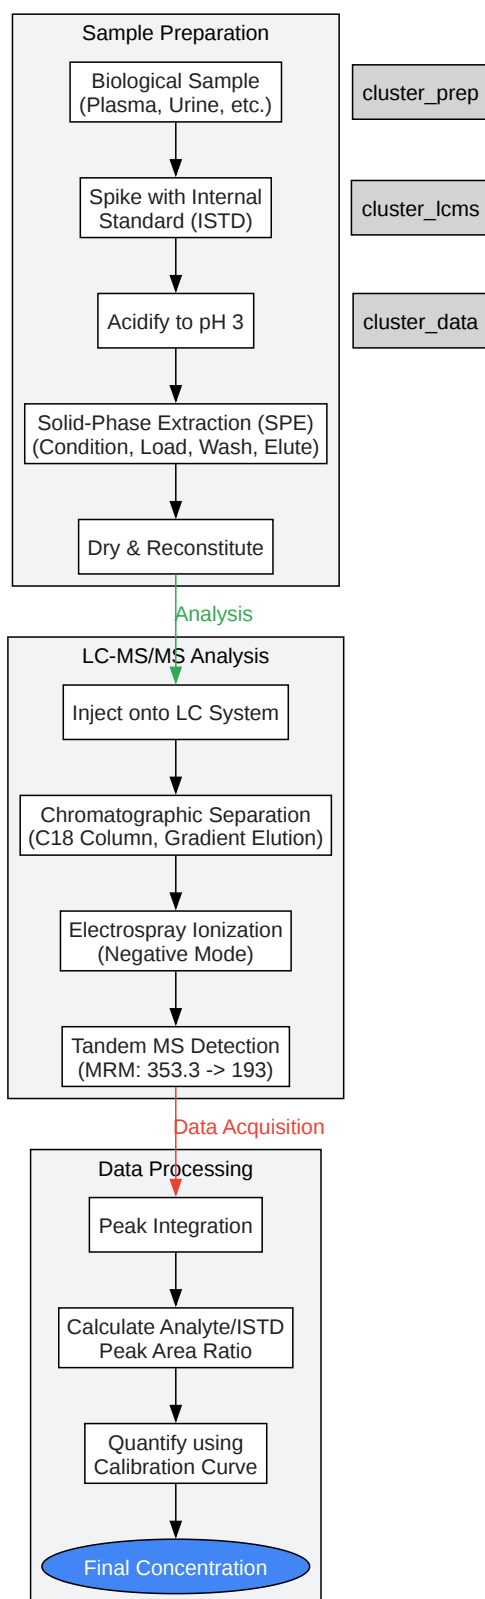 Sample Preparation
Biological Sample
(Plasma, Urine, etc.)
cluster_prep
Spike with Internal
Standard (ISTD)
cluster_lcms
Acidify to pH 3
cluster_data
Solid-Phase Extraction (SPE)
(Condition, Load, Wash, Elute)
Dry & Reconstitute
Analysis
LC-MS/MS Analysis
Inject onto LC System
Chromatographic Separation
(C18 Column, Gradient Elution)
Electrospray Ionization
(Negative Mode)
Tandem MS Detection
(MRM: 353.3 -> 193)
Data Acquisition
Data Processing
Peak Integration
Calculate Analyte/ISTD
Peak Area Ratio
Quantify using
Calibration Curve
Final Concentration